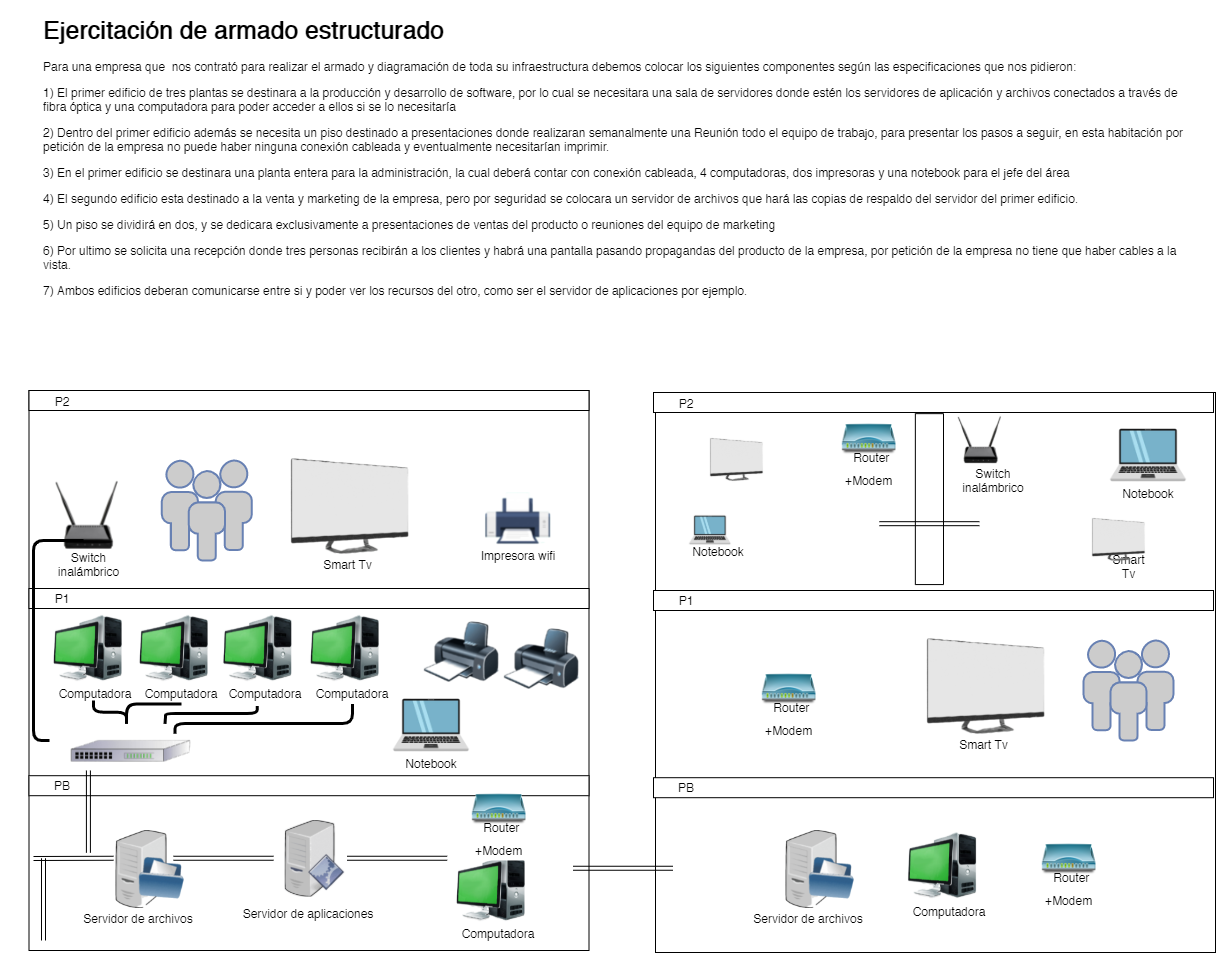 Ejercitación de armado estructurado
Para una empresa que  nos contrató para realizar el armado y diagramación de toda su infraestructura debemos colocar los siguientes componentes según las especificaciones que nos pidieron:
1) El primer edificio de tres plantas se destinara a la producción y desarrollo de software, por lo cual se necesitara una sala de servidores donde estén los servidores de aplicación y archivos conectados a través de
fibra óptica y una computadora para poder acceder a ellos si se lo necesitaría
2) Dentro del primer edificio además se necesita un piso destinado a presentaciones donde realizaran semanalmente una Reunión todo el equipo de trabajo, para presentar los pasos a seguir, en esta habitación por
petición de la empresa no puede haber ninguna conexión cableada y eventualmente necesitarían imprimir.
3) En el primer edificio se destinara una planta entera para la administración, la cual deberá contar con conexión cableada, 4 computadoras, dos impresoras y una notebook para el jefe del área
4) El segundo edificio esta destinado a la venta y marketing de la empresa, pero por seguridad se colocara un servidor de archivos que hará las copias de respaldo del servidor del primer edificio.
5) Un piso se dividirá en dos, y se dedicara exclusivamente a presentaciones de ventas del producto o reuniones del equipo de marketing
6) Por ultimo se solicita una recepción donde tres personas recibirán a los clientes y habrá una pantalla pasando propagandas del producto de la empresa, por petición de la empresa no tiene que haber cables a la
vista.
7) Ambos edificios deberan comunicarse entre si y poder ver los recursos del otro, como ser el servidor de aplicaciones por ejemplo.
P2
Switch
inalámbrico
Smart Tv
Impresora wifi
P1
Computadora
Computadora
Computadora
Computadora
Notebook
PB
Router
+Modem
Servidor de archivos
Servidor de aplicaciones
Computadora
P2
Router
+Modem
Notebook
Switch
inalámbrico
Notebook
Smart
Tv
P1
Router
+Modem
Smart Tv
PB
Servidor de archivos
Computadora
Router
+Modem